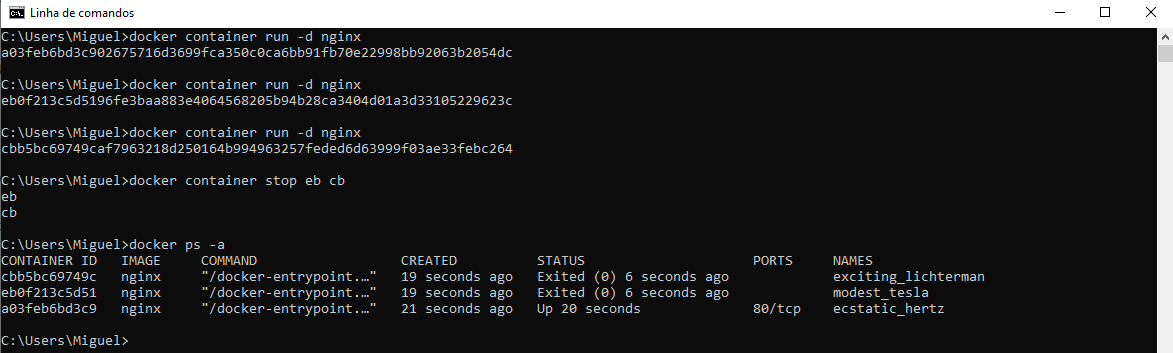 Linha de comandos
C:\Users\Miguel>docker container run -d nginx
a03feb6bd3c902675716d3699fca350c0ca6bb91fb70e22998bb92063b2054dc
C:\Users\Miguel>docker container run -d nginx
eb0f213c5d5196fe3baa883e4064568205b94b28ca3404d01a3d33105229623c
C:\Users\Miguel>docker container run -d nginx
cbb5bc69749caf7963218d250164b994963257feded6d63999f03ae33febc264
C:\Users\Miguel>docker container stop eb cb
eb
cb
C:\Users\Miguel>docker ps -a
CONTAINER ID   IMAGE     COMMAND                  CREATED          STATUS                     PORTS     NAMES
cbb5bc69749c   nginx     "/docker-entrypoint.…"   19 seconds ago   Exited (0) 6 seconds ago             exciting_lichterman
eb0f213c5d51   nginx     "/docker-entrypoint.…"   19 seconds ago   Exited (0) 6 seconds ago             modest_tesla
a03feb6bd3c9   nginx     "/docker-entrypoint.…"   21 seconds ago   Up 20 seconds              80/tcp    ecstatic_hertz
C:\Users\Miguel>